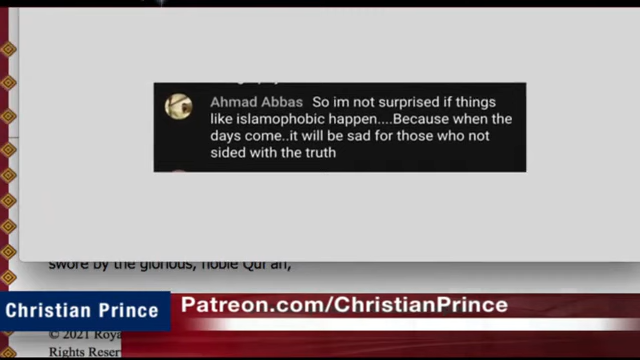 Ahmad Abbas So im not surprised if things
like islamophobic happen....Because when the
days come..it will be sad for those who not
sided with the truth
swore by the glorious, noble Qur'an,
Christian Prince
Patreon.com/ChristianPrince
© 2021 Roya
Rights Reser